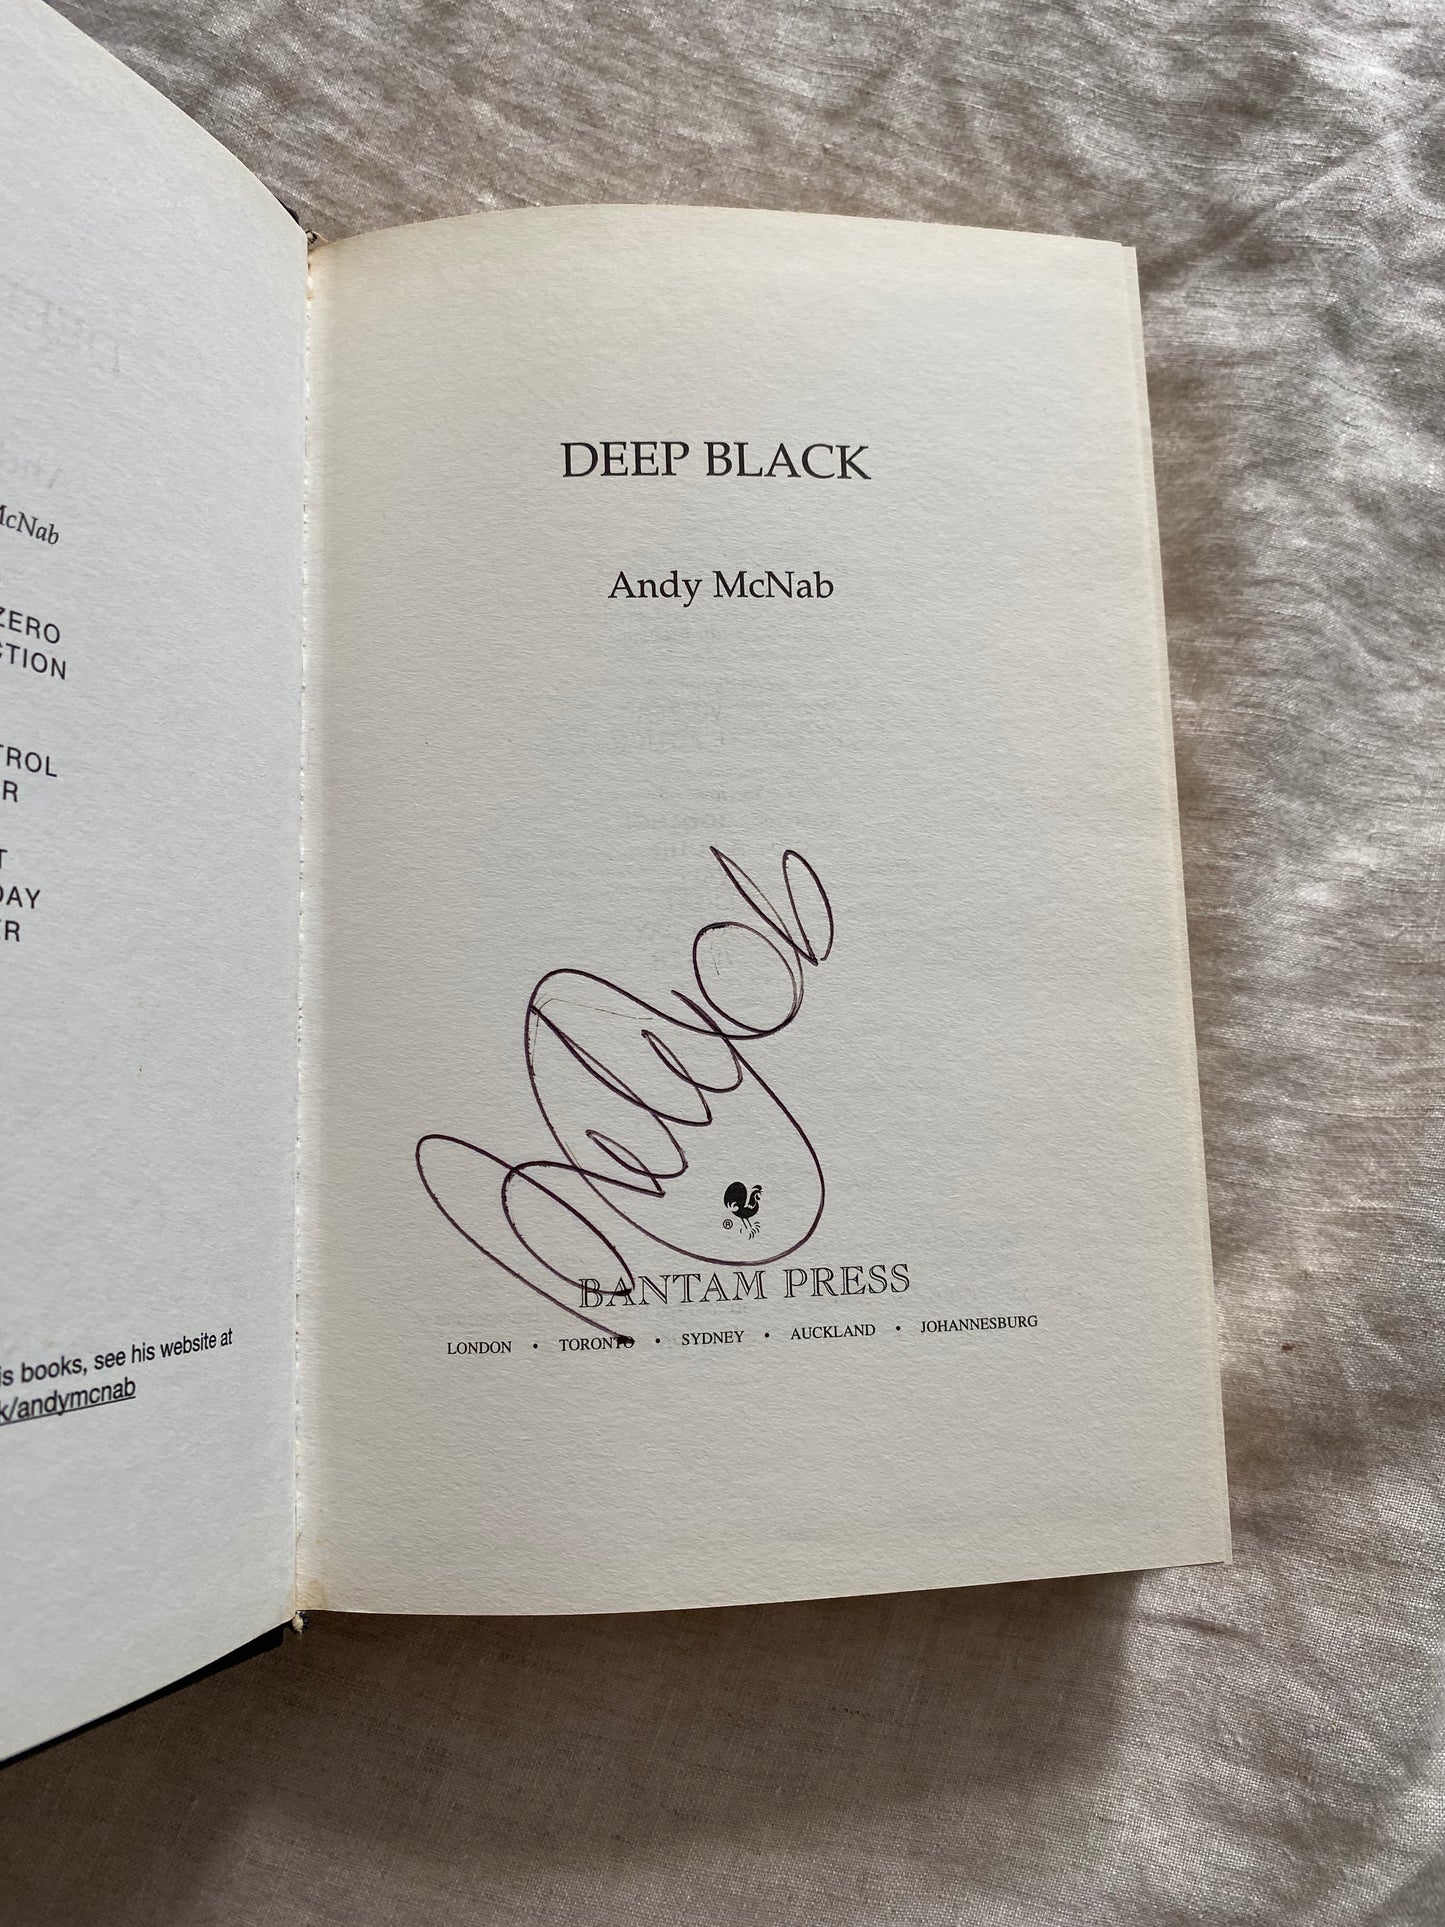 McNab
ZERO
CTION
TROL
R
T
DAY
ER
is books, see his website at
k/andymcnab
DEEP BLACK
Andy McNab
®
BANTAM PRESS
LONDON • TORONTO • SYDNEY • AUCKLAND • JOHANNESBURG